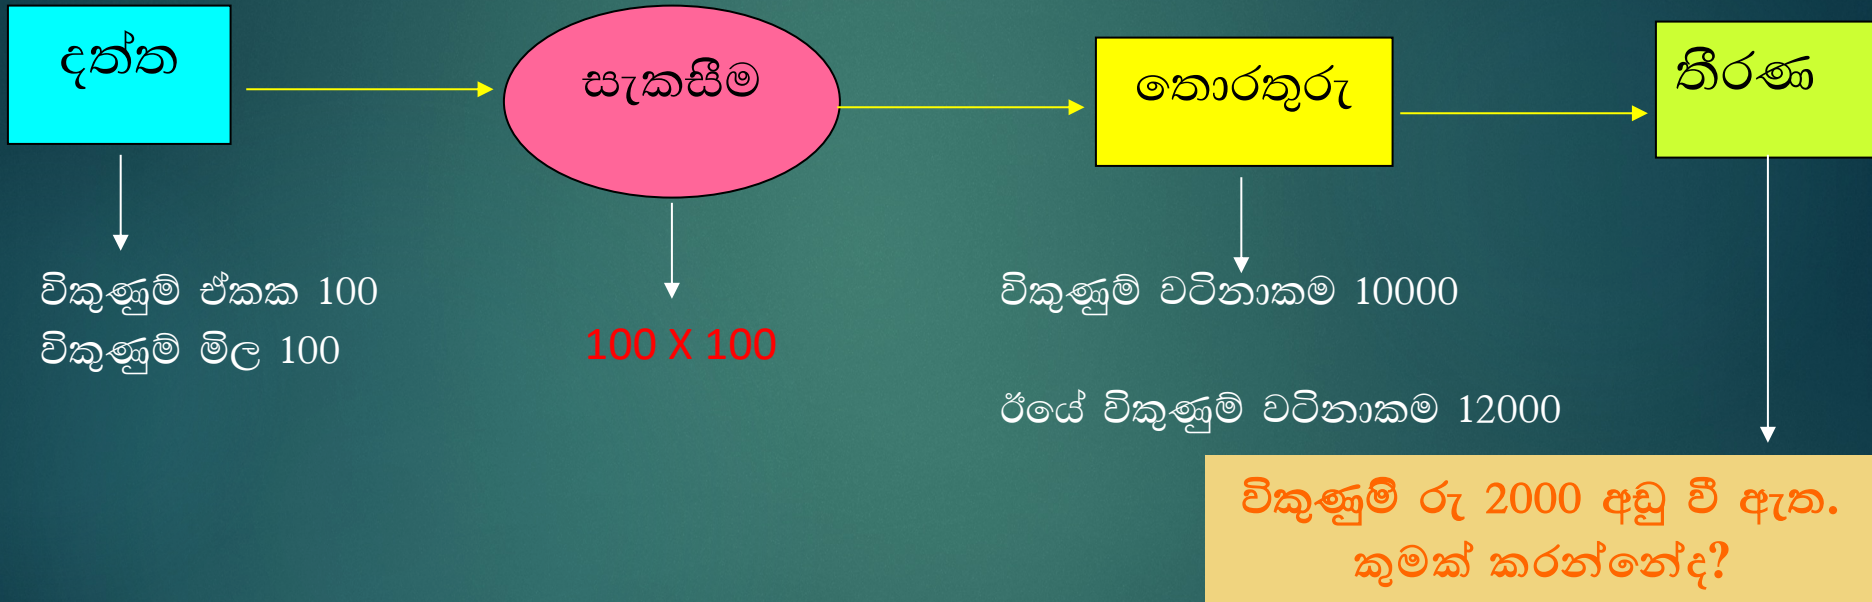 දත්ත
සැකසීම
තොරතුරු
තීරණ
විකුණුම් ඒකක 100
විකුණුම් මිල 100
100 X 100
විකුණුම් වටිනාකම 10000
ඊයේ විකුණුම් වටිනාකම 12000
විකුණුම් රු 2000 අඩු වී ඇත.
කුමක් කරන්නේද?